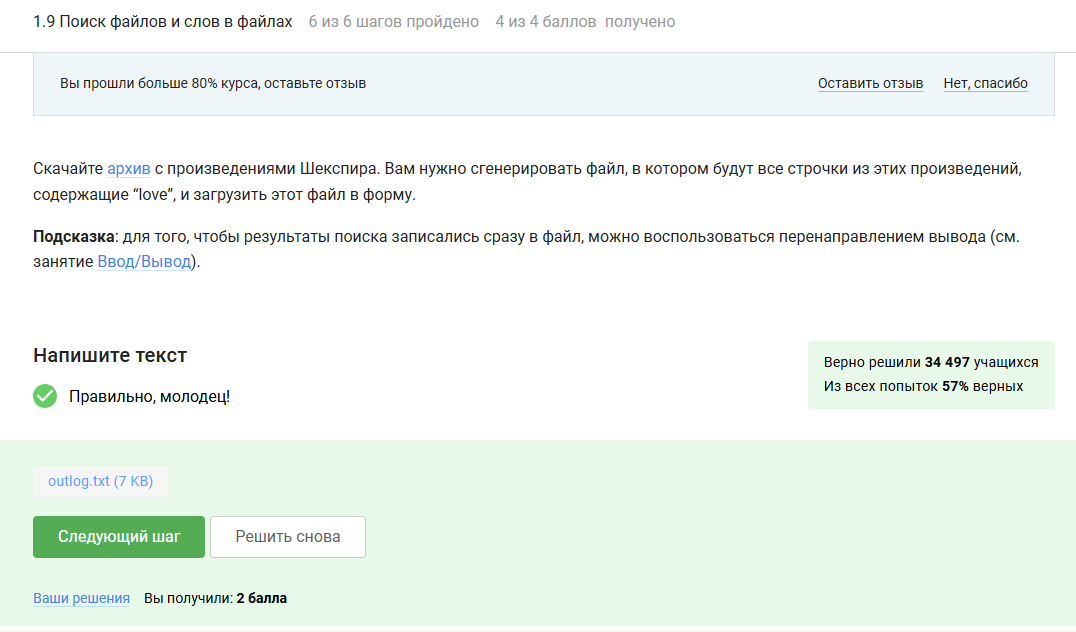 1.9 Поиск файлов и слов в файлах 6 из 6 шагов пройдено 4 из 4 баллов получено
Вы прошли больше 80% курса, оставьте отзыв Оставить отзыв Нет, спасибо
Скачайте архив с произведениями Шекспира. Вам нужно сгенерировать файл, в котором будут все строчки из этих произведений,
содержащие “love”, и загрузить этот файл в форму.
Подсказка: для того, чтобы результаты поиска записались сразу в файл, можно воспользоваться перенаправлением вывода (см.
занятие Ввод/Вывод).
Напишите текст
Верно решили 34 497 учащихся
Из всех попыток 57% верных
Правильно, молодец!
outlog.txt (7 KB)
Следующий шаг Решить снова
Ваши решения Вы получили: 2 балла